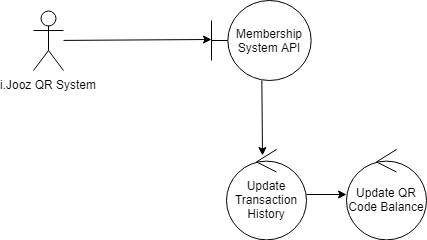 Membership
System API
i.Jooz QR System
Update
Transaction
History
Update QR
Code Balance